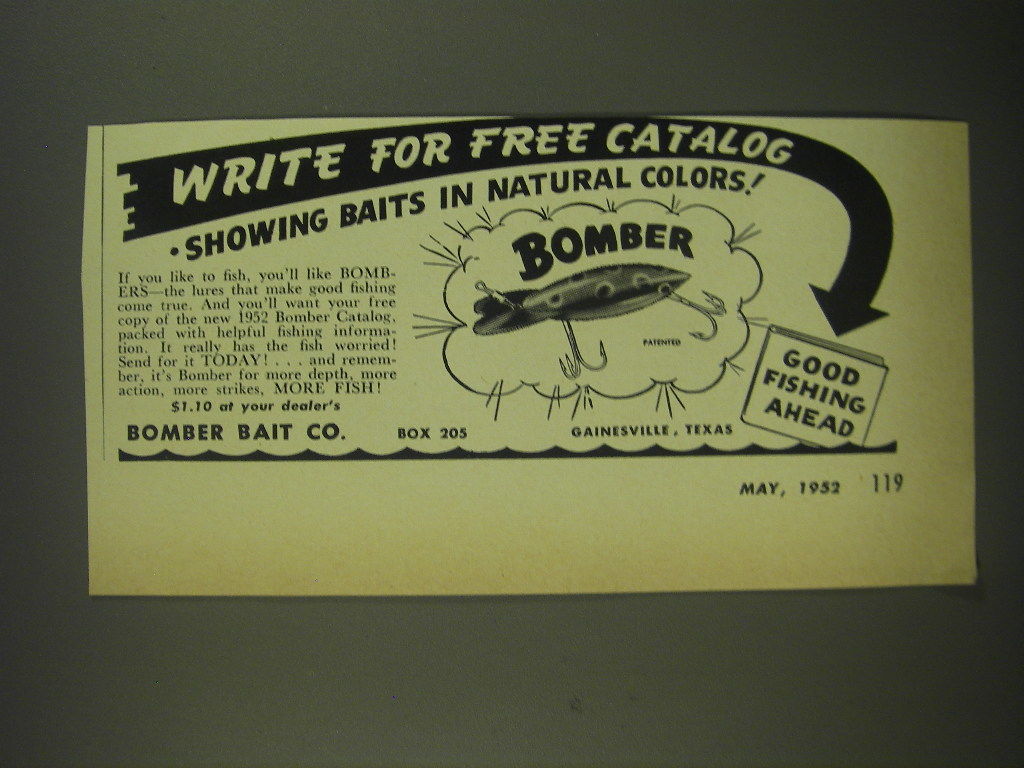 WRITE FOR FREE CATALOG
• SHOWING BAITS IN NATURAL COLORS!
If you like to fish, you'll like BOMB-
ERS—the lures that make good fishing
come true. And you'll want your free
copy of the new 1952 Bomber Catalog,
packed with helpful fishing informa-
tion. It really has the fish worried!
Send for it TODAY! . . . and remem-
ber, it's Bomber for more depth, more
action, more strikes, MORE FISH!
$1.10 at your dealer's
BOMBER
PATENTED
GOOD
FISHING
AHEAD
BOMBER BAIT CO. BOX 205 GAINESVILLE, TEXAS
MAY, 1952 119